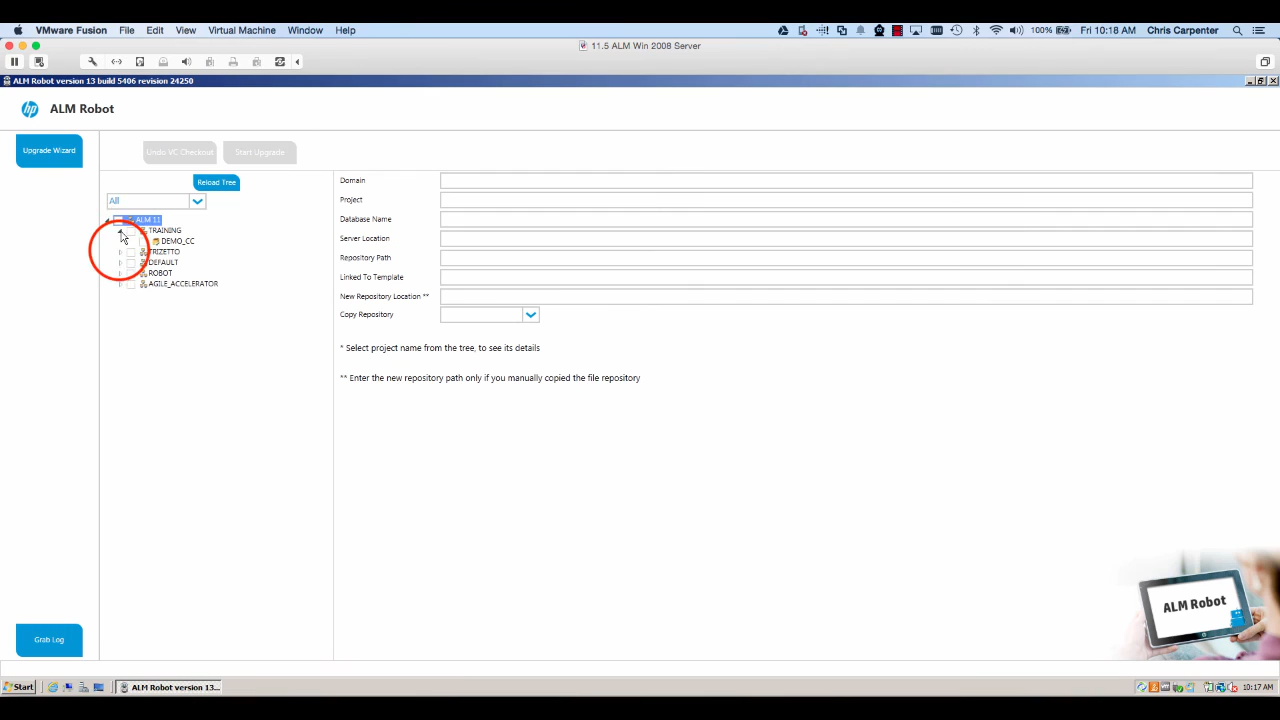 VMware Fusion File Edit View Virtual Machine Window Help 100% Fri 10:18 AM Chris Carpenter
11.5 ALM Win 2008 Server
ALM Robot version 13 build 5406 revision 24250
hp ALM Robot
Upgrade Wizard Undo VC Checkout Start Upgrade
Reload Tree
All
ALM 11
TRAINING
DEMO_CC
TRIZETTO
DEFAULT
ROBOT
AGILE_ACCELERATOR
Domain
Project
Database Name
Server Location
Repository Path
Linked To Template
New Repository Location **
Copy Repository
* Select project name from the tree, to see its details
** Enter the new repository path only if you manually copied the file repository
ALM Robot
Grab Log
Start ALM Robot version 13... 10:17 AM